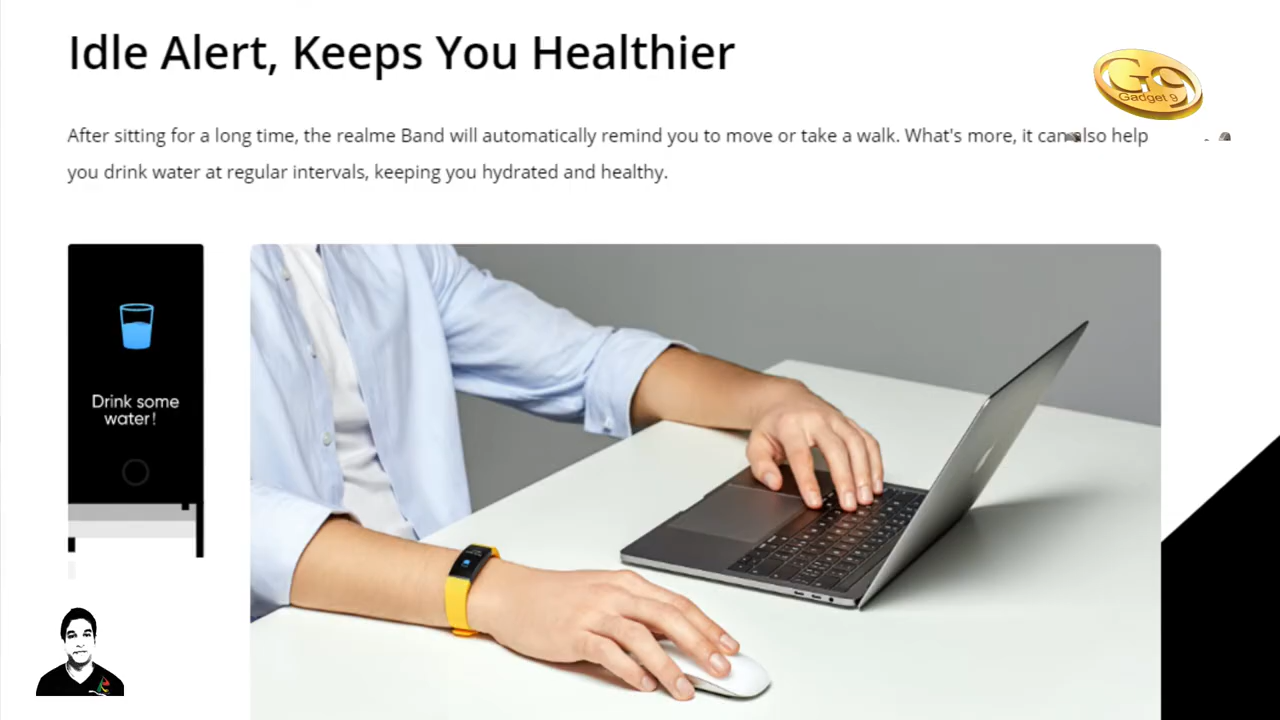 Idle Alert, Keeps You Healthier
G9
Gadget 9
After sitting for a long time, the realme Band will automatically remind you to move or take a walk. What's more, it can also help
you drink water at regular intervals, keeping you hydrated and healthy.
Drink some
water!